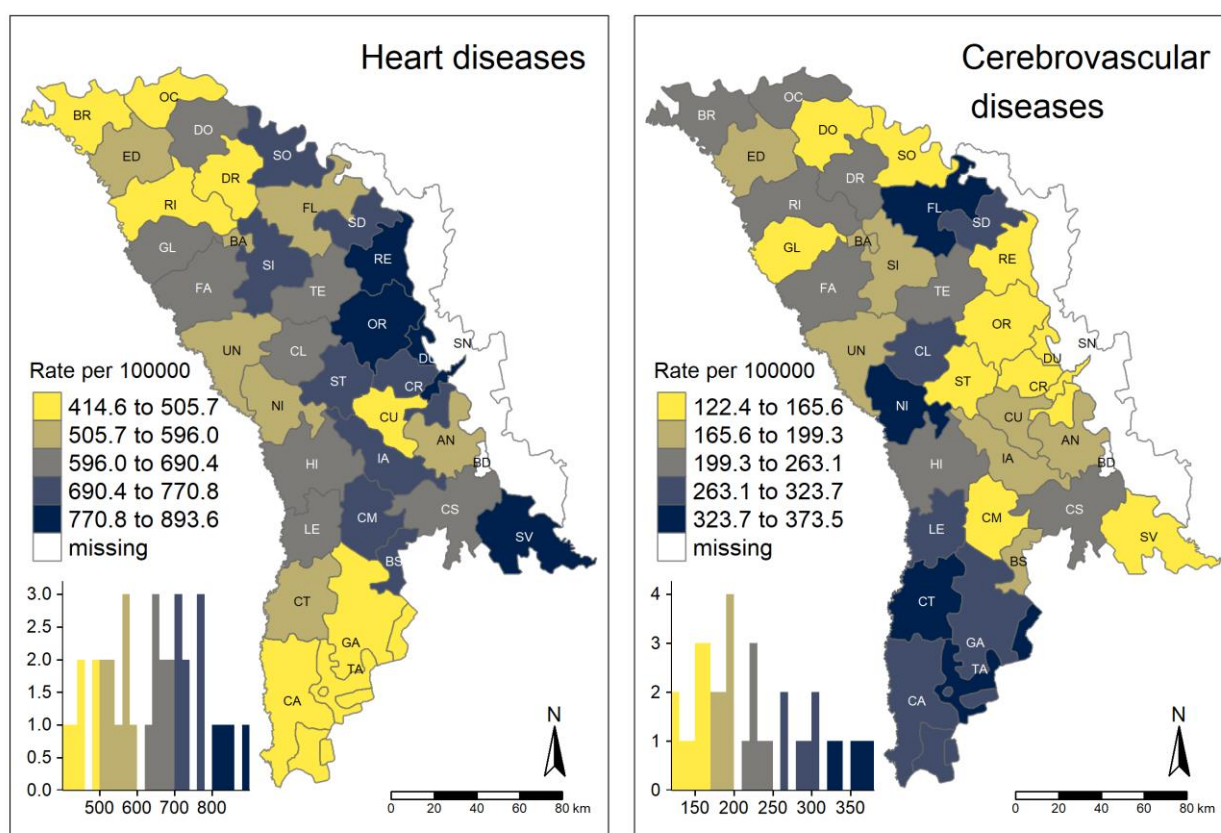 Heart diseases
OC
BR
DO
SO
ED
DR
RI
FL
SD
BA
GL
SI
RE
FA
TE
OR
SN
UN
CL
DU
ST
CR
NI
CU
AN
IA
BD
HI
CM
CS
LE
SV
BS
CT
GA
TA
CA
Rate per 100000
414.6 to 505.7
505.7 to 596.0
596.0 to 690.4
690.4 to 770.8
770.8 to 893.6
missing
3.0
2.5
2.0
1.5
1.0
0.5
0.0
500 600 700 800
N
0 20 40 60 80 km
Cerebrovascular
diseases
OC
BR
DO
SO
ED
DR
RI
FL
SD
BA
GL
SI
RE
FA
TE
OR
SN
UN
CL
DU
ST
CR
NI
CU
AN
IA
BD
HI
CM
CS
LE
SV
BS
CT
GA
TA
CA
Rate per 100000
122.4 to 165.6
165.6 to 199.3
199.3 to 263.1
263.1 to 323.7
323.7 to 373.5
missing
4
3
2
1
0
150 200 250 300 350
N
0 20 40 60 80 km